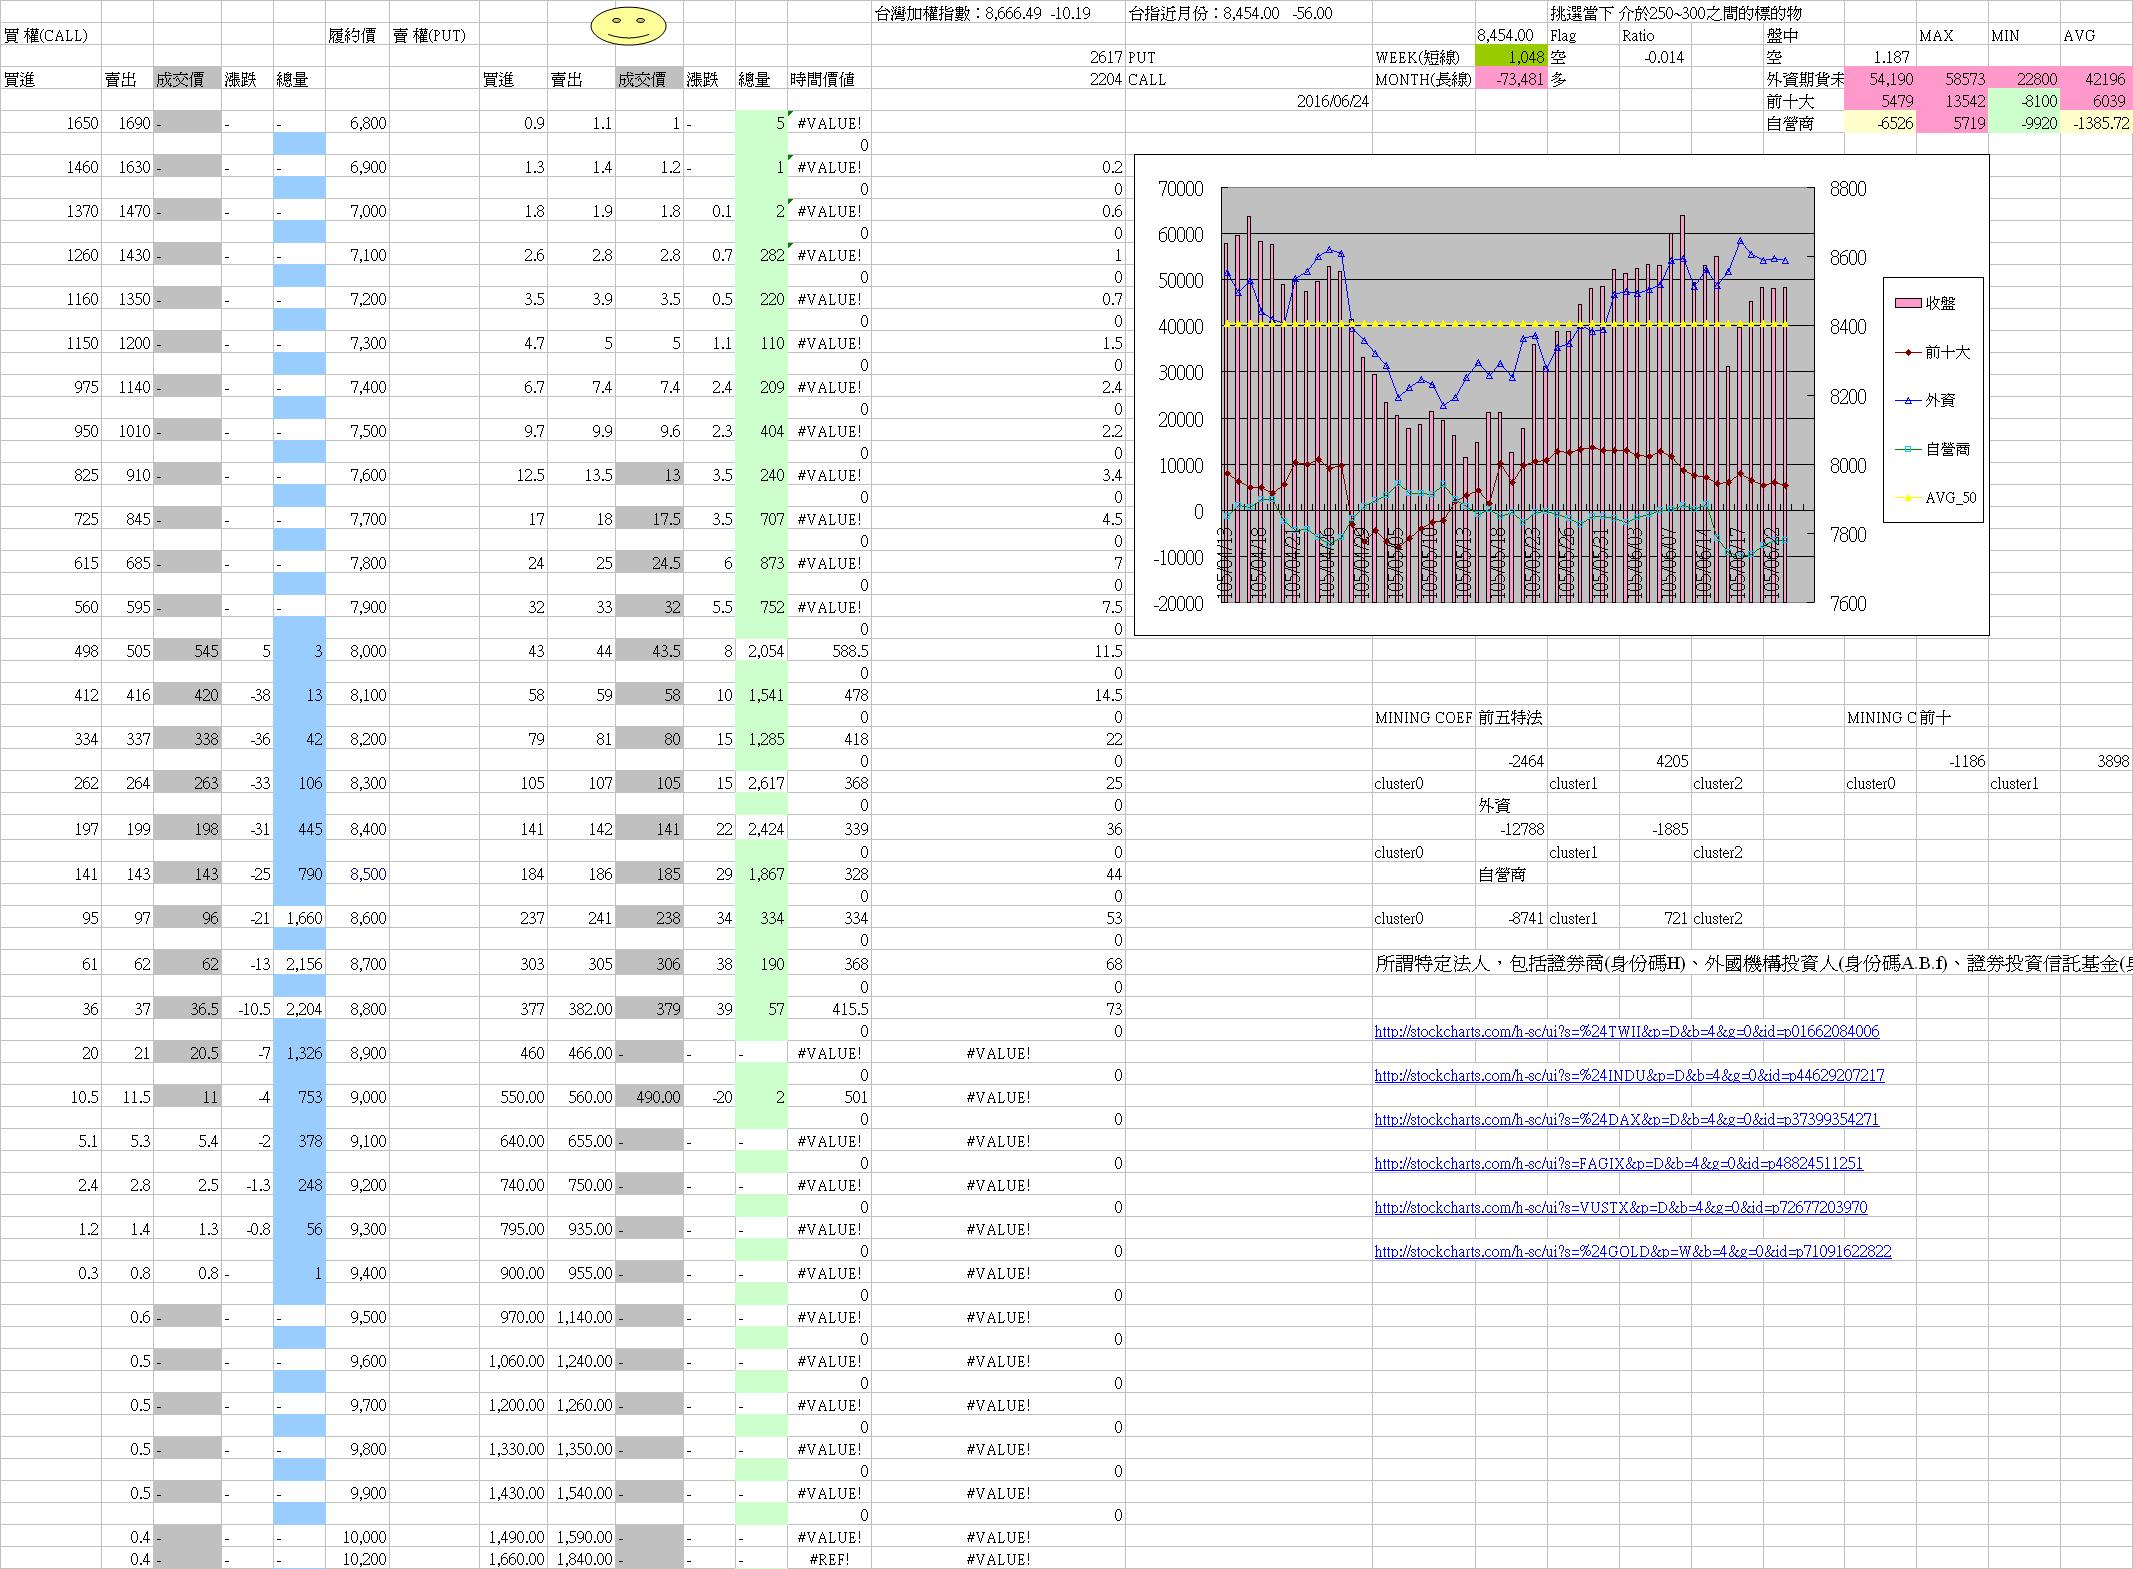 台灣加權指數：8,666.49 -10.19 台指近月份：8,454.00 -56.00 挑選當下 介於250~300之間的標的物
買 權(CALL) 履約價 賣 權(PUT) 8,454.00 Flag Ratio 盤中 MAX MIN AVG
2617 PUT WEEK(短線) 1,048 空 -0.014 空 1.187
買進 賣出 成交價 漲跌 總量 買進 賣出 成交價 漲跌 總量 時間價值 2204 CALL MONTH(長線) -73,481 多 外資期貨未 54,190 58573 22800 42196
2016/06/24 前十大 5479 13542 -8100 6039
1650 1690 - - - 6,800 0.9 1.1 1 - 5 #VALUE! 自營商 -6526 5719 -9920 -1385.72
0
1460 1630 - - - 6,900 1.3 1.4 1.2 - 1 #VALUE! 0.2
0 0
1370 1470 - - - 7,000 1.8 1.9 1.8 0.1 2 #VALUE! 0.6
0 0
1260 1430 - - - 7,100 2.6 2.8 2.8 0.7 282 #VALUE! 1
0 0
1160 1350 - - - 7,200 3.5 3.9 3.5 0.5 220 #VALUE! 0.7
0 0
1150 1200 - - - 7,300 4.7 5 5 1.1 110 #VALUE! 1.5
0 0
975 1140 - - - 7,400 6.7 7.4 7.4 2.4 209 #VALUE! 2.4
0 0
950 1010 - - - 7,500 9.7 9.9 9.6 2.3 404 #VALUE! 2.2
0 0
825 910 - - - 7,600 12.5 13.5 13 3.5 240 #VALUE! 3.4
0 0
725 845 - - - 7,700 17 18 17.5 3.5 707 #VALUE! 4.5
0 0
615 685 - - - 7,800 24 25 24.5 6 873 #VALUE! 7
0 0
560 595 - - - 7,900 32 33 32 5.5 752 #VALUE! 7.5
0 0
70000 8800
60000 8600
50000
40000 8400
30000
20000 8200
10000 8000
0 7800
-10000
-20000 7600
105/04/13 105/04/18 105/04/21 105/04/26 105/04/29 105/05/05 105/05/10 105/05/13 105/05/18 105/05/23 105/05/26 105/05/31 105/06/03 105/06/07 105/06/14 105/06/17 105/06/22
收盤
前十大
外資
自營商
AVG_50
498 505 545 5 3 8,000 43 44 43.5 8 2,054 588.5 11.5
0 0
412 416 420 -38 13 8,100 58 59 58 10 1,541 478 14.5
0 0 MINING COEF 前五特法 MINING C 前十
334 337 338 -36 42 8,200 79 81 80 15 1,285 418 22
0 0 -2464 4205 -1186 3898
262 264 263 -33 106 8,300 105 107 105 15 2,617 368 25 cluster0 cluster1 cluster2 cluster0 cluster1
0 0 外資
197 199 198 -31 445 8,400 141 142 141 22 2,424 339 36 -12788 -1885
0 0 cluster0 cluster1 cluster2
141 143 143 -25 790 8,500 184 186 185 29 1,867 328 44 自營商
0 0
95 97 96 -21 1,660 8,600 237 241 238 34 334 334 53 cluster0 -8741 cluster1 721 cluster2
0 0
61 62 62 -13 2,156 8,700 303 305 306 38 190 368 68 所謂特定法人，包括證券商(身份碼H)、外國機構投資人(身份碼A.B.f)、證券投資信託基金(
0 0
36 37 36.5 -10.5 2,204 8,800 377 382.00 379 39 57 415.5 73
0 0 http://stockcharts.com/h-sc/ui?s=%24TWII&p=D&b=4&g=0&id=p01662084006
20 21 20.5 -7 1,326 8,900 460 466.00 - - - #VALUE! #VALUE!
0 0 http://stockcharts.com/h-sc/ui?s=%24INDU&p=D&b=4&g=0&id=p44629207217
10.5 11.5 11 -4 753 9,000 550.00 560.00 490.00 -20 2 501 #VALUE!
0 0 http://stockcharts.com/h-sc/ui?s=%24DAX&p=D&b=4&g=0&id=p37399354271
5.1 5.3 5.4 -2 378 9,100 640.00 655.00 - - - #VALUE! #VALUE!
0 0 http://stockcharts.com/h-sc/ui?s=FAGIX&p=D&b=4&g=0&id=p48824511251
2.4 2.8 2.5 -1.3 248 9,200 740.00 750.00 - - - #VALUE! #VALUE!
0 0 http://stockcharts.com/h-sc/ui?s=VUSTX&p=D&b=4&g=0&id=p72677203970
1.2 1.4 1.3 -0.8 56 9,300 795.00 935.00 - - - #VALUE! #VALUE!
0 0 http://stockcharts.com/h-sc/ui?s=%24GOLD&p=W&b=4&g=0&id=p71091622822
0.3 0.8 0.8 - 1 9,400 900.00 955.00 - - - #VALUE! #VALUE!
0 0
0.6 - - - 9,500 970.00 1,140.00 - - - #VALUE! #VALUE!
0 0
0.5 - - - 9,600 1,060.00 1,240.00 - - - #VALUE! #VALUE!
0 0
0.5 - - - 9,700 1,200.00 1,260.00 - - - #VALUE! #VALUE!
0 0
0.5 - - - 9,800 1,330.00 1,350.00 - - - #VALUE! #VALUE!
0 0
0.5 - - - 9,900 1,430.00 1,540.00 - - - #VALUE! #VALUE!
0 0
0.4 - - - 10,000 1,490.00 1,590.00 - - - #VALUE! #VALUE!
0.4 - - - 10,200 1,660.00 1,840.00 - - - #REF! #VALUE!